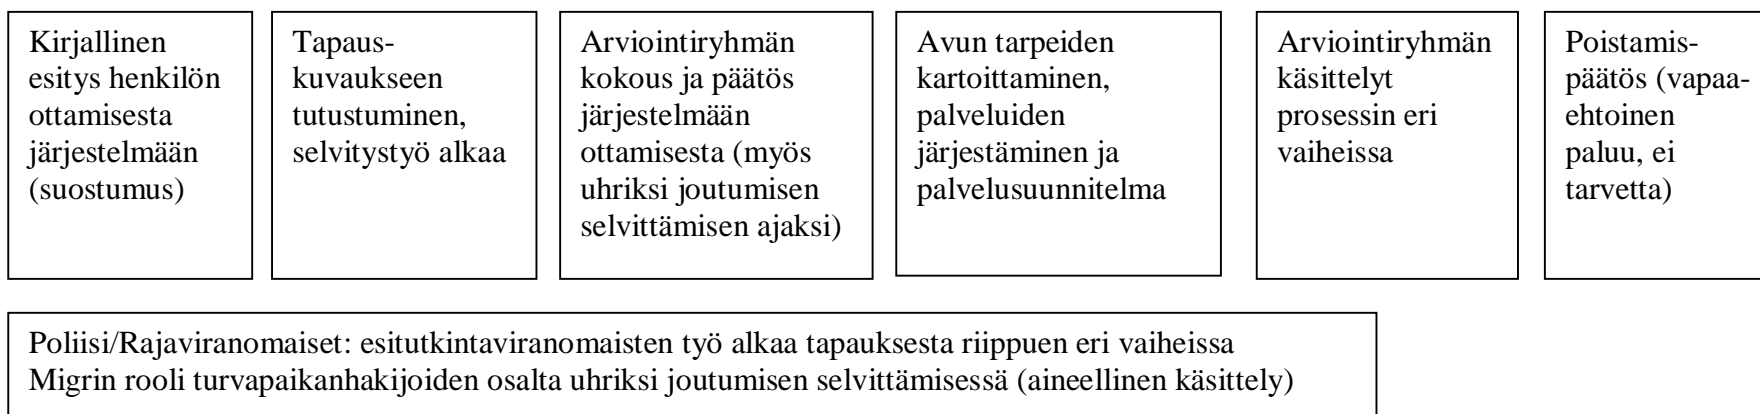 Kirjallinen
esitys henkilön
ottamisesta
järjestelmään
(suostumus)
Tapaus-
kuvaukseen
tutustuminen,
selvitystyö alkaa
Arviointiryhmän
kokous ja päätös
järjestelmään
ottamisesta (myös
uhriksi joutumisen
selvittämisen ajaksi)
Avun tarpeiden
kartoittaminen,
palveluiden
järjestäminen ja
palvelusuunnitelma
Arviointiryhmän
käsittelyt
prosessin eri
vaiheissa
Poistamis-
päätös (vapaa-
ehtoinen
paluu, ei
tarvetta)
Poliisi/Rajaviranomaiset: esitutkintaviranomaisten työ alkaa tapauksesta riippuen eri vaiheissa
Migrin rooli turvapaikanhakijoiden osalta uhriksi joutumisen selvittämisessä (aineellinen käsittely)